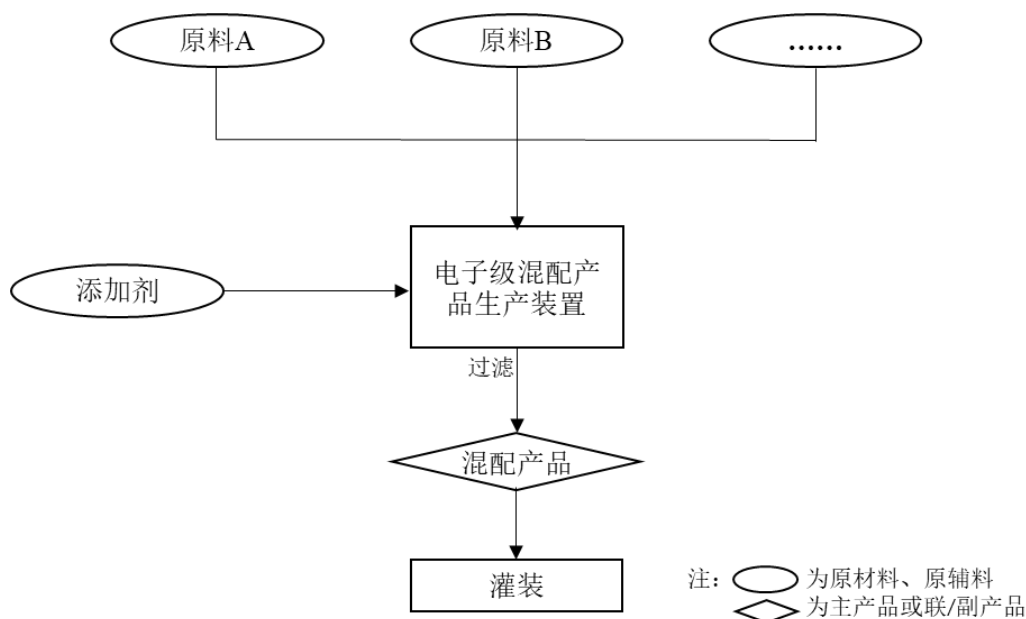 原料A
原料B
......
添加剂
电子级混配产
品生产装置
过滤
混配产品
灌装
注：
为原材料、原辅料
为主产品或联/副产品